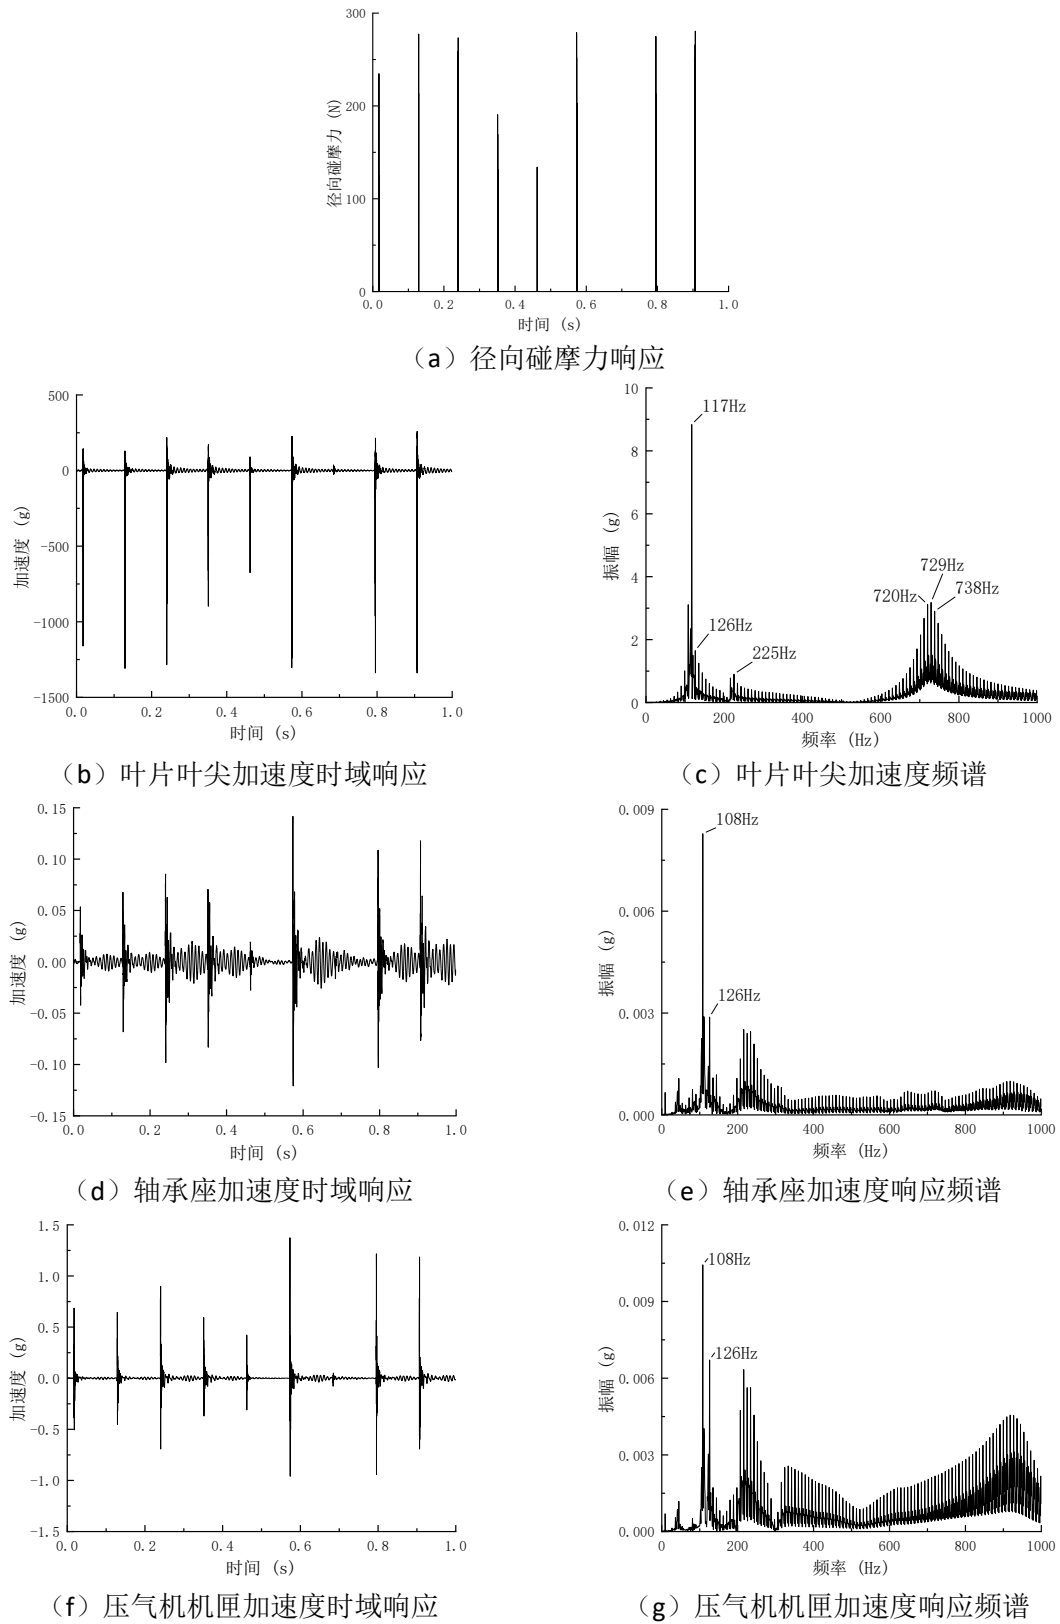 300
200
100
0
径向碰摩力 (N)
0.0 0.2 0.4 0.6 0.8 1.0
时间 (s)
（a）径向碰摩力响应
500
0
-500
-1000
-1500
加速度 (g)
0.0 0.2 0.4 0.6 0.8 1.0
时间 (s)
（b）叶片叶尖加速度时域响应
10
8
6
4
2
0
振幅 (g)
117Hz
126Hz
225Hz
720Hz
729Hz
738Hz
0 200 400 600 800 1000
频率 (Hz)
（c）叶片叶尖加速度频谱
0.15
0.10
0.05
0.00
-0.05
-0.10
-0.15
加速度 (g)
0.0 0.2 0.4 0.6 0.8 1.0
时间 (s)
（d）轴承座加速度时域响应
0.009
0.006
0.003
0.000
振幅 (g)
108Hz
126Hz
0 200 400 600 800 1000
频率 (Hz)
（e）轴承座加速度响应频谱
1.5
1.0
0.5
0.0
-0.5
-1.0
-1.5
加速度 (g)
0.0 0.2 0.4 0.6 0.8 1.0
时间 (s)
（f）压气机机匣加速度时域响应
0.012
0.009
0.006
0.003
0.000
振幅 (g)
108Hz
126Hz
0 200 400 600 800 1000
频率 (Hz)
（g）压气机机匣加速度响应频谱